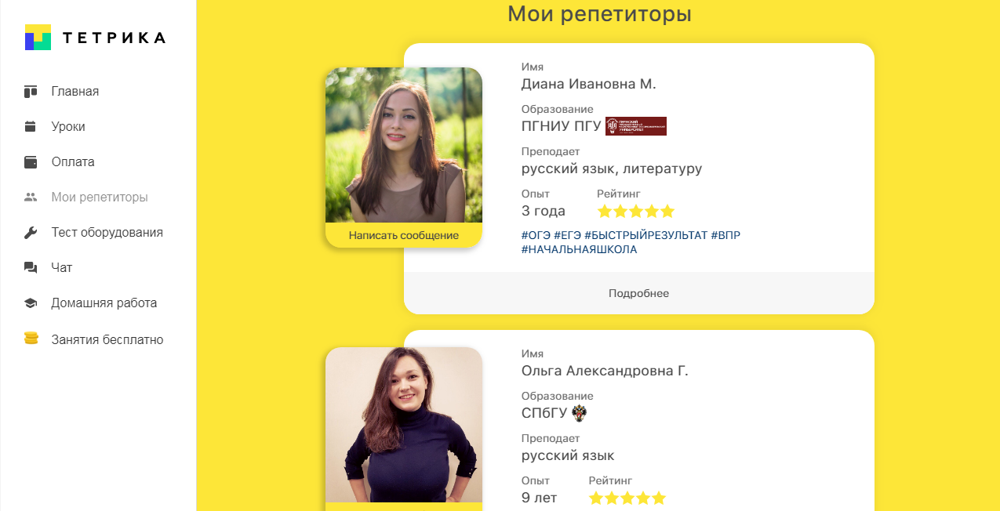 ТЕТРИКА
Главная
Уроки
Оплата
Мои репетиторы
Тест оборудования
Чат
Домашняя работа
Занятия бесплатно
Мои репетиторы
Написать сообщение
Имя
Диана Ивановна М.
Образование
ПГНИУ ПГУ
Преподает
русский язык, литературу
Опыт Рейтинг
3 года
#ОГЭ #ЕГЭ #БЫСТРЫЙРЕЗУЛЬТАТ #ВПР
#НАЧАЛЬНАЯШКОЛА
Подробнее
Имя
Ольга Александровна Г.
Образование
СПбГУ
Преподает
русский язык
Опыт Рейтинг
9 лет